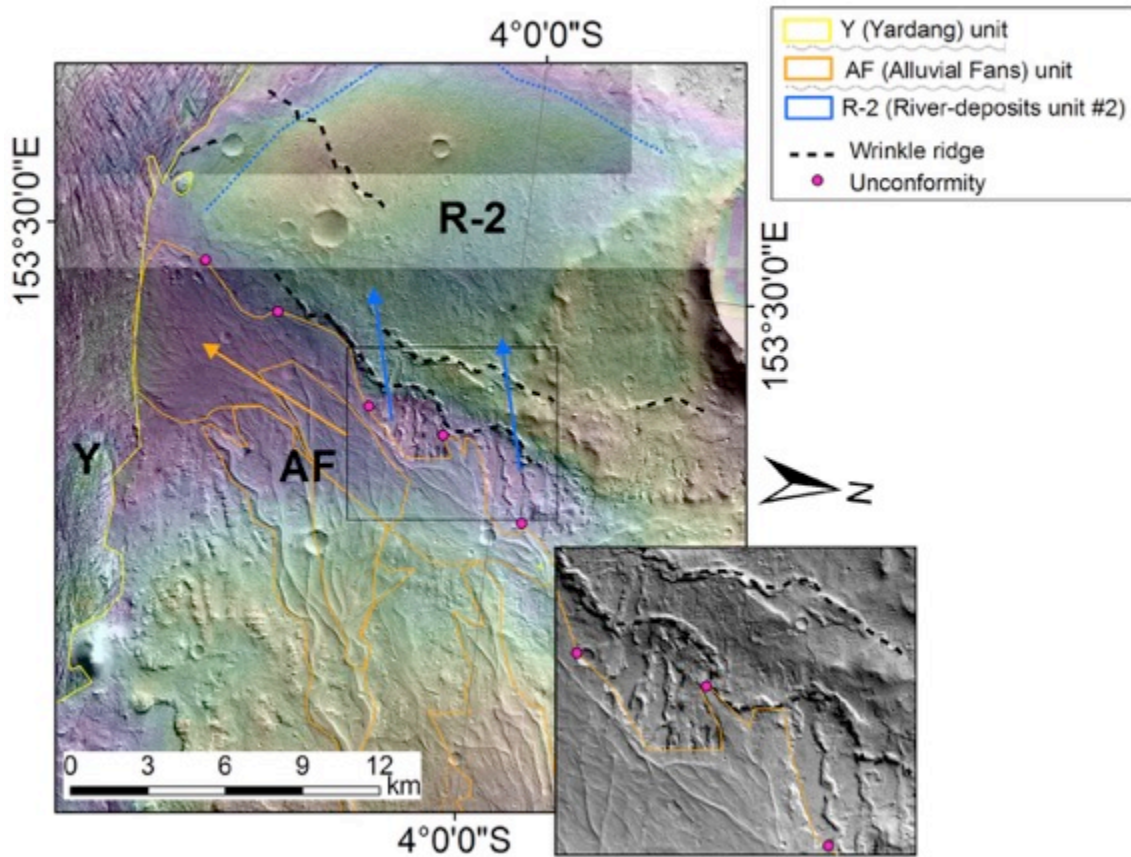 4°0'0"S
Y (Yardang) unit
AF (Alluvial Fans) unit
R-2 (River-deposits unit #2)
Wrinkle ridge
Unconformity
153°30'0"E
R-2
153°30'0"E
Y
AF
N
0 3 6 9 12
km
4°0'0"S